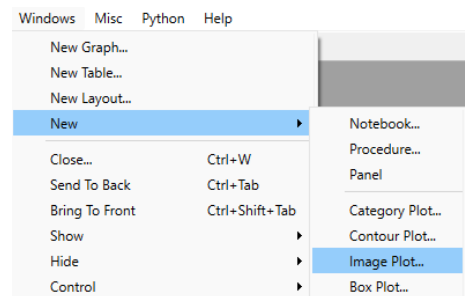 Windows Misc Python Help
New Graph...
New Table...
New Layout...
New
Notebook...
Procedure...
Panel
Close... Ctrl+W
Send To Back Ctrl+Tab
Bring To Front Ctrl+Shift+Tab
Show
Hide
Control
Category Plot...
Contour Plot...
Image Plot...
Box Plot...